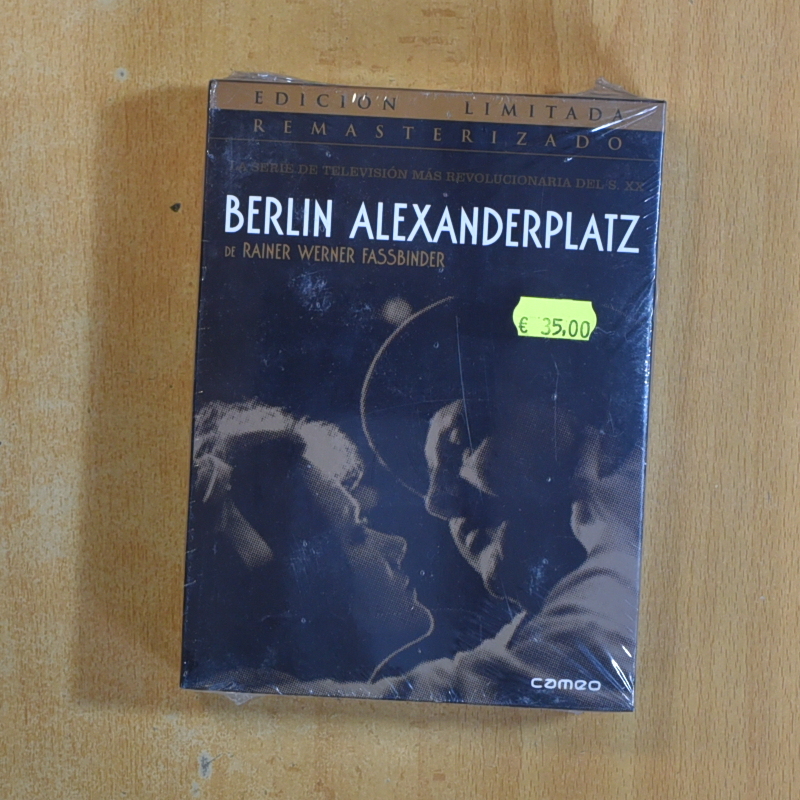 EDICIÓN LIMITADA
REMASTERIZADO
LA SERIE DE TELEVISIÓN MÁS REVOLUCIONARIA DEL S. XX
BERLIN ALEXANDERPLATZ
DE RAINER WERNER FASSBINDER
€ 35,00
cameo